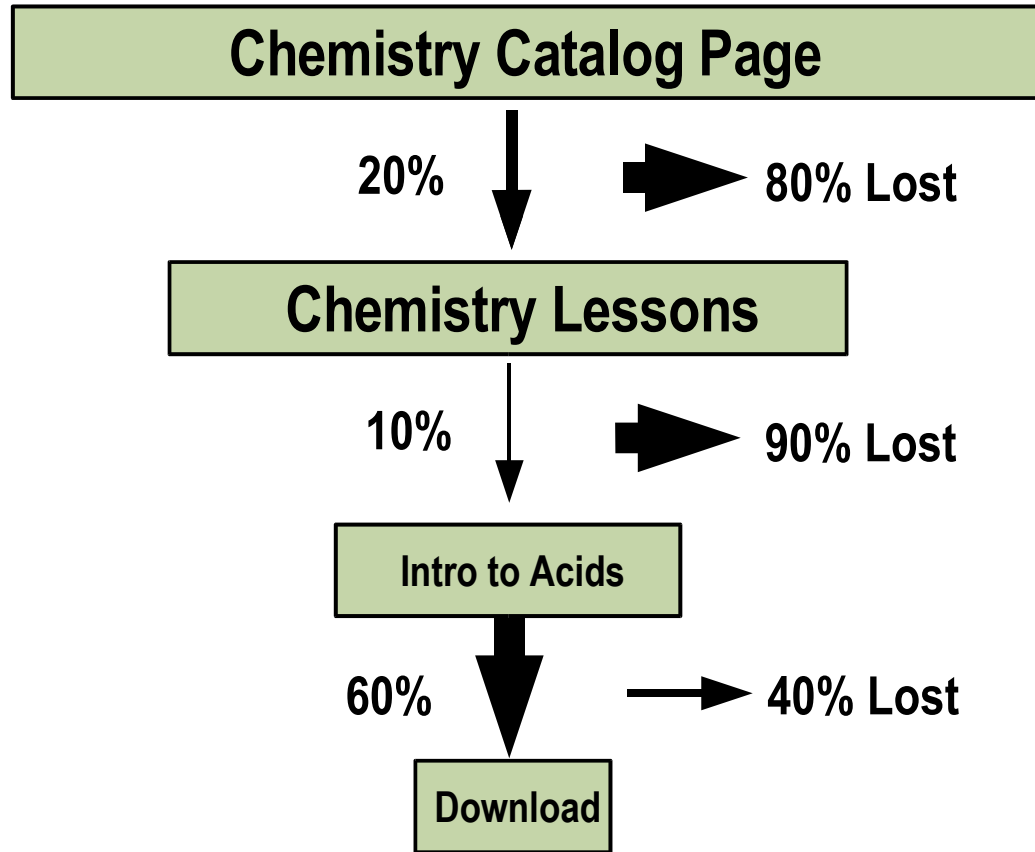 Chemistry Catalog Page
20%
80% Lost
Chemistry Lessons
10%
90% Lost
Intro to Acids
60%
40% Lost
Download